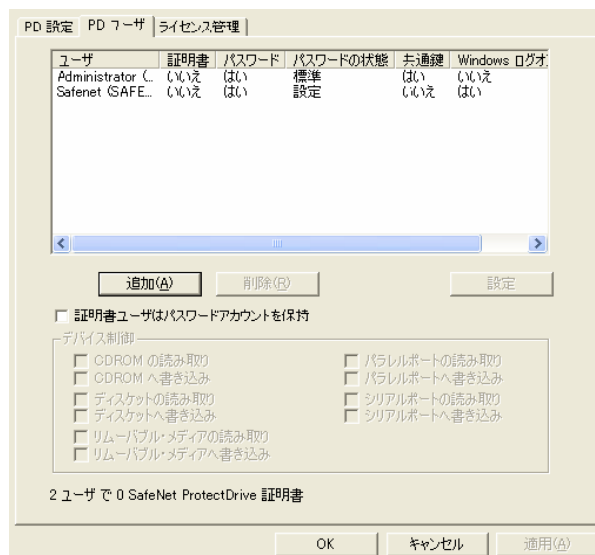 PD 設定 PD ユーザ ライセンス管理
ユーザ 証明書 パスワード パスワードの状態 共通鍵 Windows ログオ
Administrator (... いいえ はい 標準 はい いいえ
Safenet (SAFE... いいえ はい 設定 いいえ はい
追加(A) 削除(R) 設定
証明書ユーザはパスワードアカウントを保持
デバイス制御
CDROM の読み取り パラレルポートの読み取り
CDROM へ書き込み パラレルポートへ書き込み
ディスケットの読み取り シリアルポートの読み取り
ディスケットへ書き込み シリアルポートへ書き込み
リムーバブル・メディアの読み取り
リムーバブル・メディアへ書き込み
2 ユーザ で 0 SafeNet ProtectDrive 証明書
OK キャンセル 適用(A)